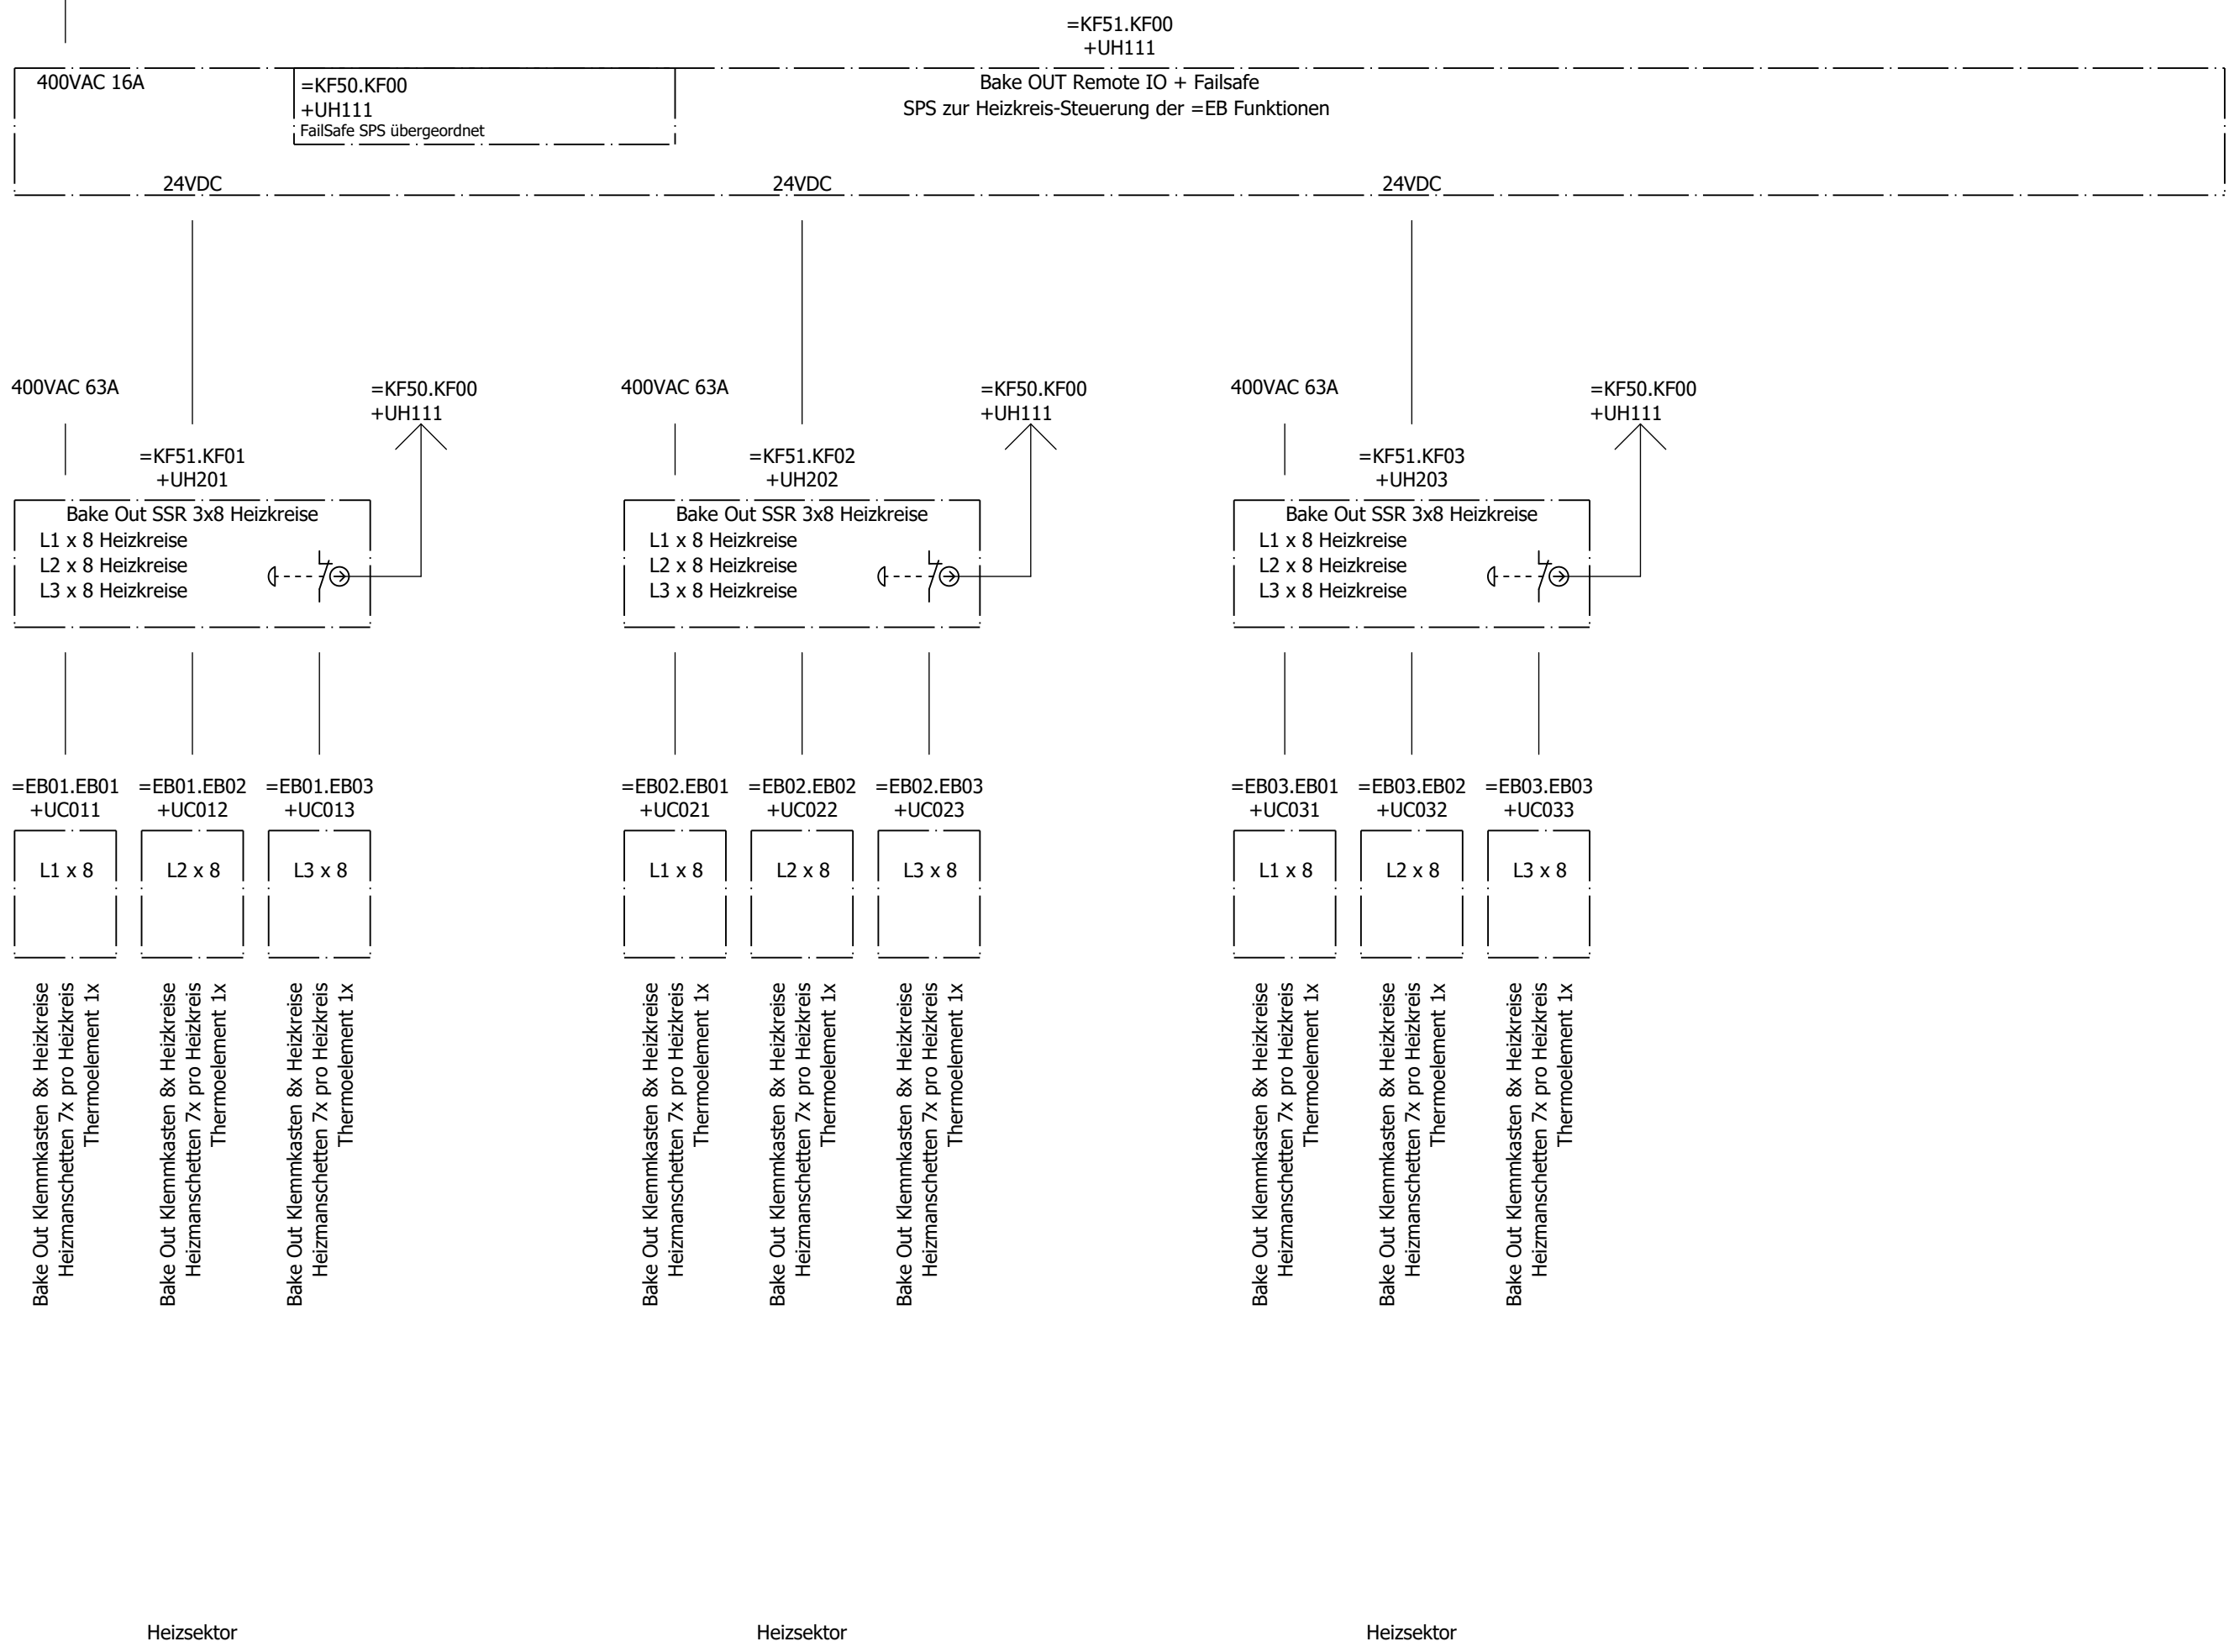 =KF51.KF00
+UH111
400VAC 16A
=KF50.KF00
+UH111
FailSafe SPS übergeordnet
Bake OUT Remote IO + Failsafe
SPS zur Heizkreis-Steuerung der =EB Funktionen
24VDC
24VDC
24VDC
400VAC 63A
=KF50.KF00
+UH111
=KF51.KF01
+UH201
Bake Out SSR 3x8 Heizkreise
L1 x 8 Heizkreise
L2 x 8 Heizkreise
L3 x 8 Heizkreise
400VAC 63A
=KF50.KF00
+UH111
=KF51.KF02
+UH202
Bake Out SSR 3x8 Heizkreise
L1 x 8 Heizkreise
L2 x 8 Heizkreise
L3 x 8 Heizkreise
400VAC 63A
=KF50.KF00
+UH111
=KF51.KF03
+UH203
Bake Out SSR 3x8 Heizkreise
L1 x 8 Heizkreise
L2 x 8 Heizkreise
L3 x 8 Heizkreise
=EB01.EB01
+UC011
L1 x 8
Bake Out Klemmkasten 8x Heizkreise
Heizmanschetten 7x pro Heizkreis
Thermoelement 1x
=EB01.EB02
+UC012
L2 x 8
Bake Out Klemmkasten 8x Heizkreise
Heizmanschetten 7x pro Heizkreis
Thermoelement 1x
=EB01.EB03
+UC013
L3 x 8
Bake Out Klemmkasten 8x Heizkreise
Heizmanschetten 7x pro Heizkreis
Thermoelement 1x
=EB02.EB01
+UC021
L1 x 8
Bake Out Klemmkasten 8x Heizkreise
Heizmanschetten 7x pro Heizkreis
Thermoelement 1x
=EB02.EB02
+UC022
L2 x 8
Bake Out Klemmkasten 8x Heizkreise
Heizmanschetten 7x pro Heizkreis
Thermoelement 1x
=EB02.EB03
+UC023
L3 x 8
Bake Out Klemmkasten 8x Heizkreise
Heizmanschetten 7x pro Heizkreis
Thermoelement 1x
=EB03.EB01
+UC031
L1 x 8
Bake Out Klemmkasten 8x Heizkreise
Heizmanschetten 7x pro Heizkreis
Thermoelement 1x
=EB03.EB02
+UC032
L2 x 8
Bake Out Klemmkasten 8x Heizkreise
Heizmanschetten 7x pro Heizkreis
Thermoelement 1x
=EB03.EB03
+UC033
L3 x 8
Bake Out Klemmkasten 8x Heizkreise
Heizmanschetten 7x pro Heizkreis
Thermoelement 1x
Heizsektor
Heizsektor
Heizsektor